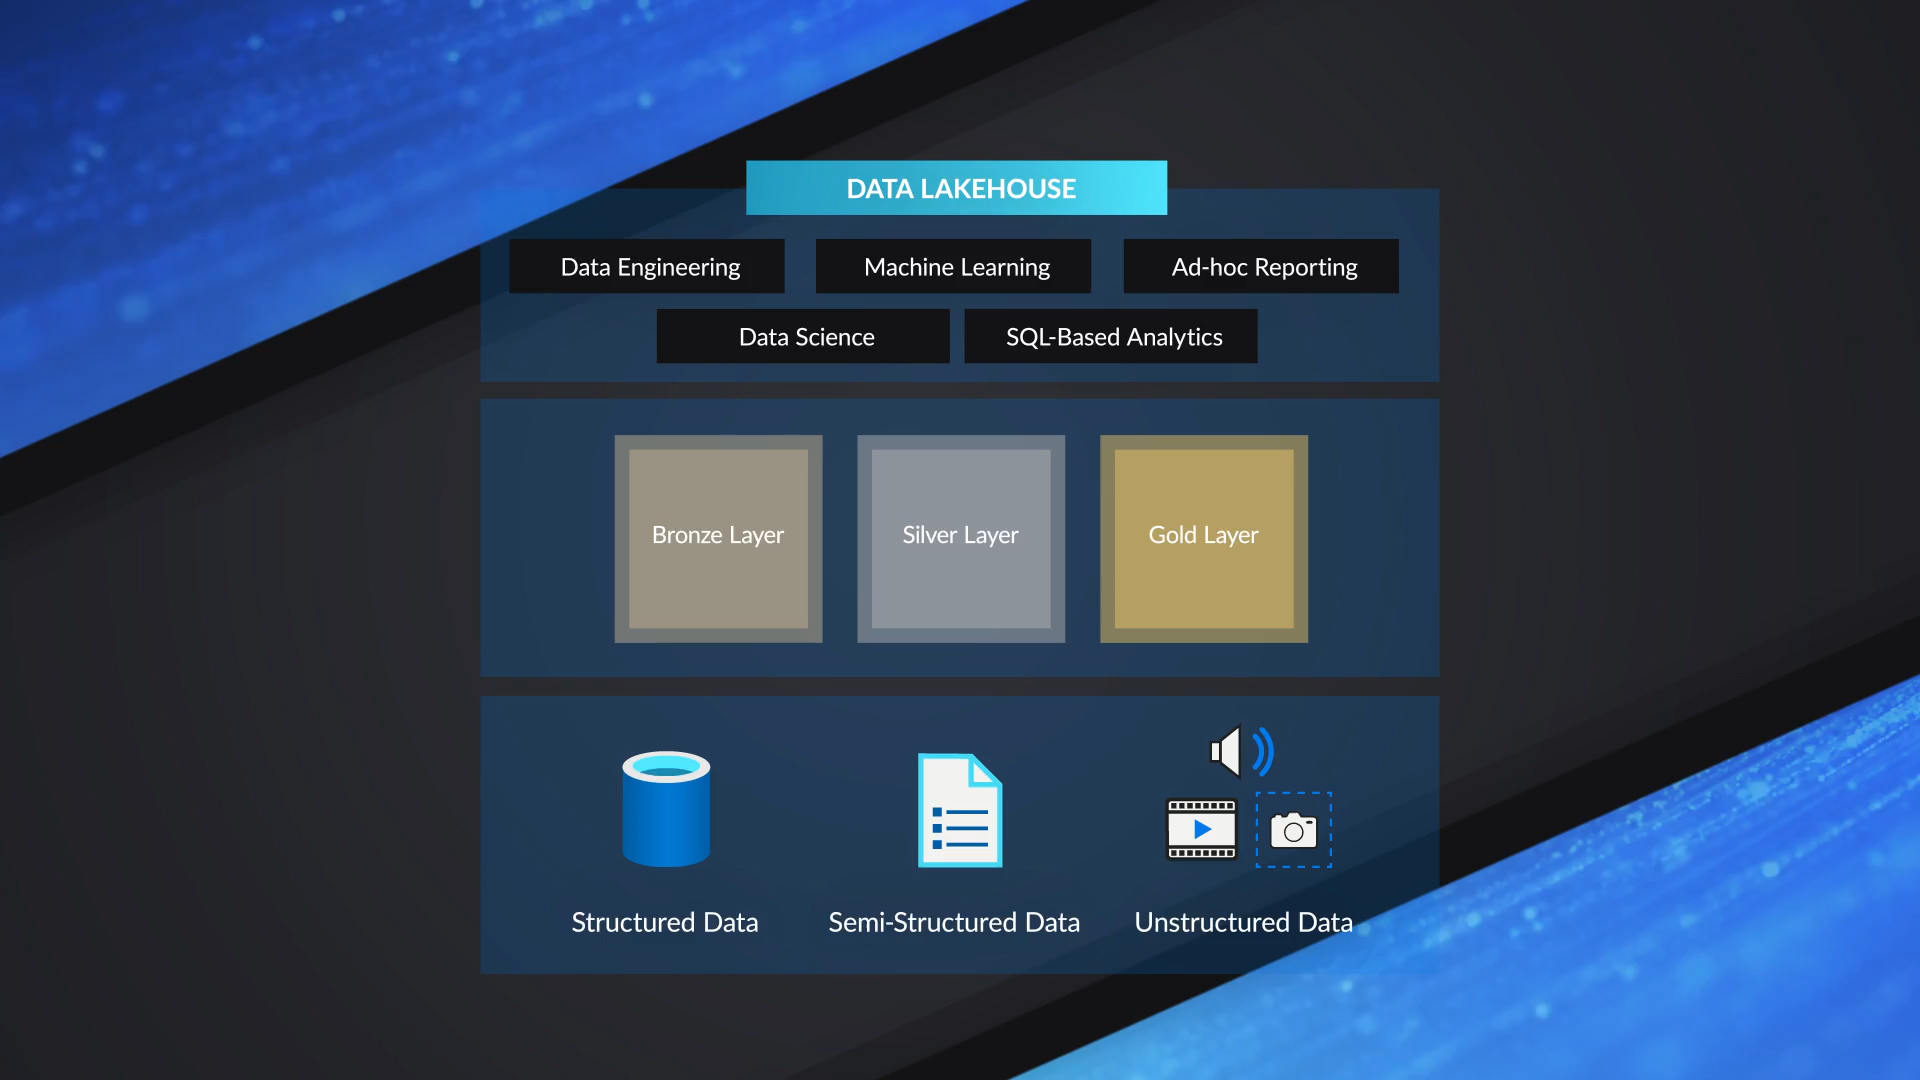 DATA LAKEHOUSE
Data Engineering
Machine Learning
Ad-hoc Reporting
Data Science
SQL-Based Analytics
Bronze Layer
Silver Layer
Gold Layer
Structured Data
Semi-Structured Data
Unstructured Data